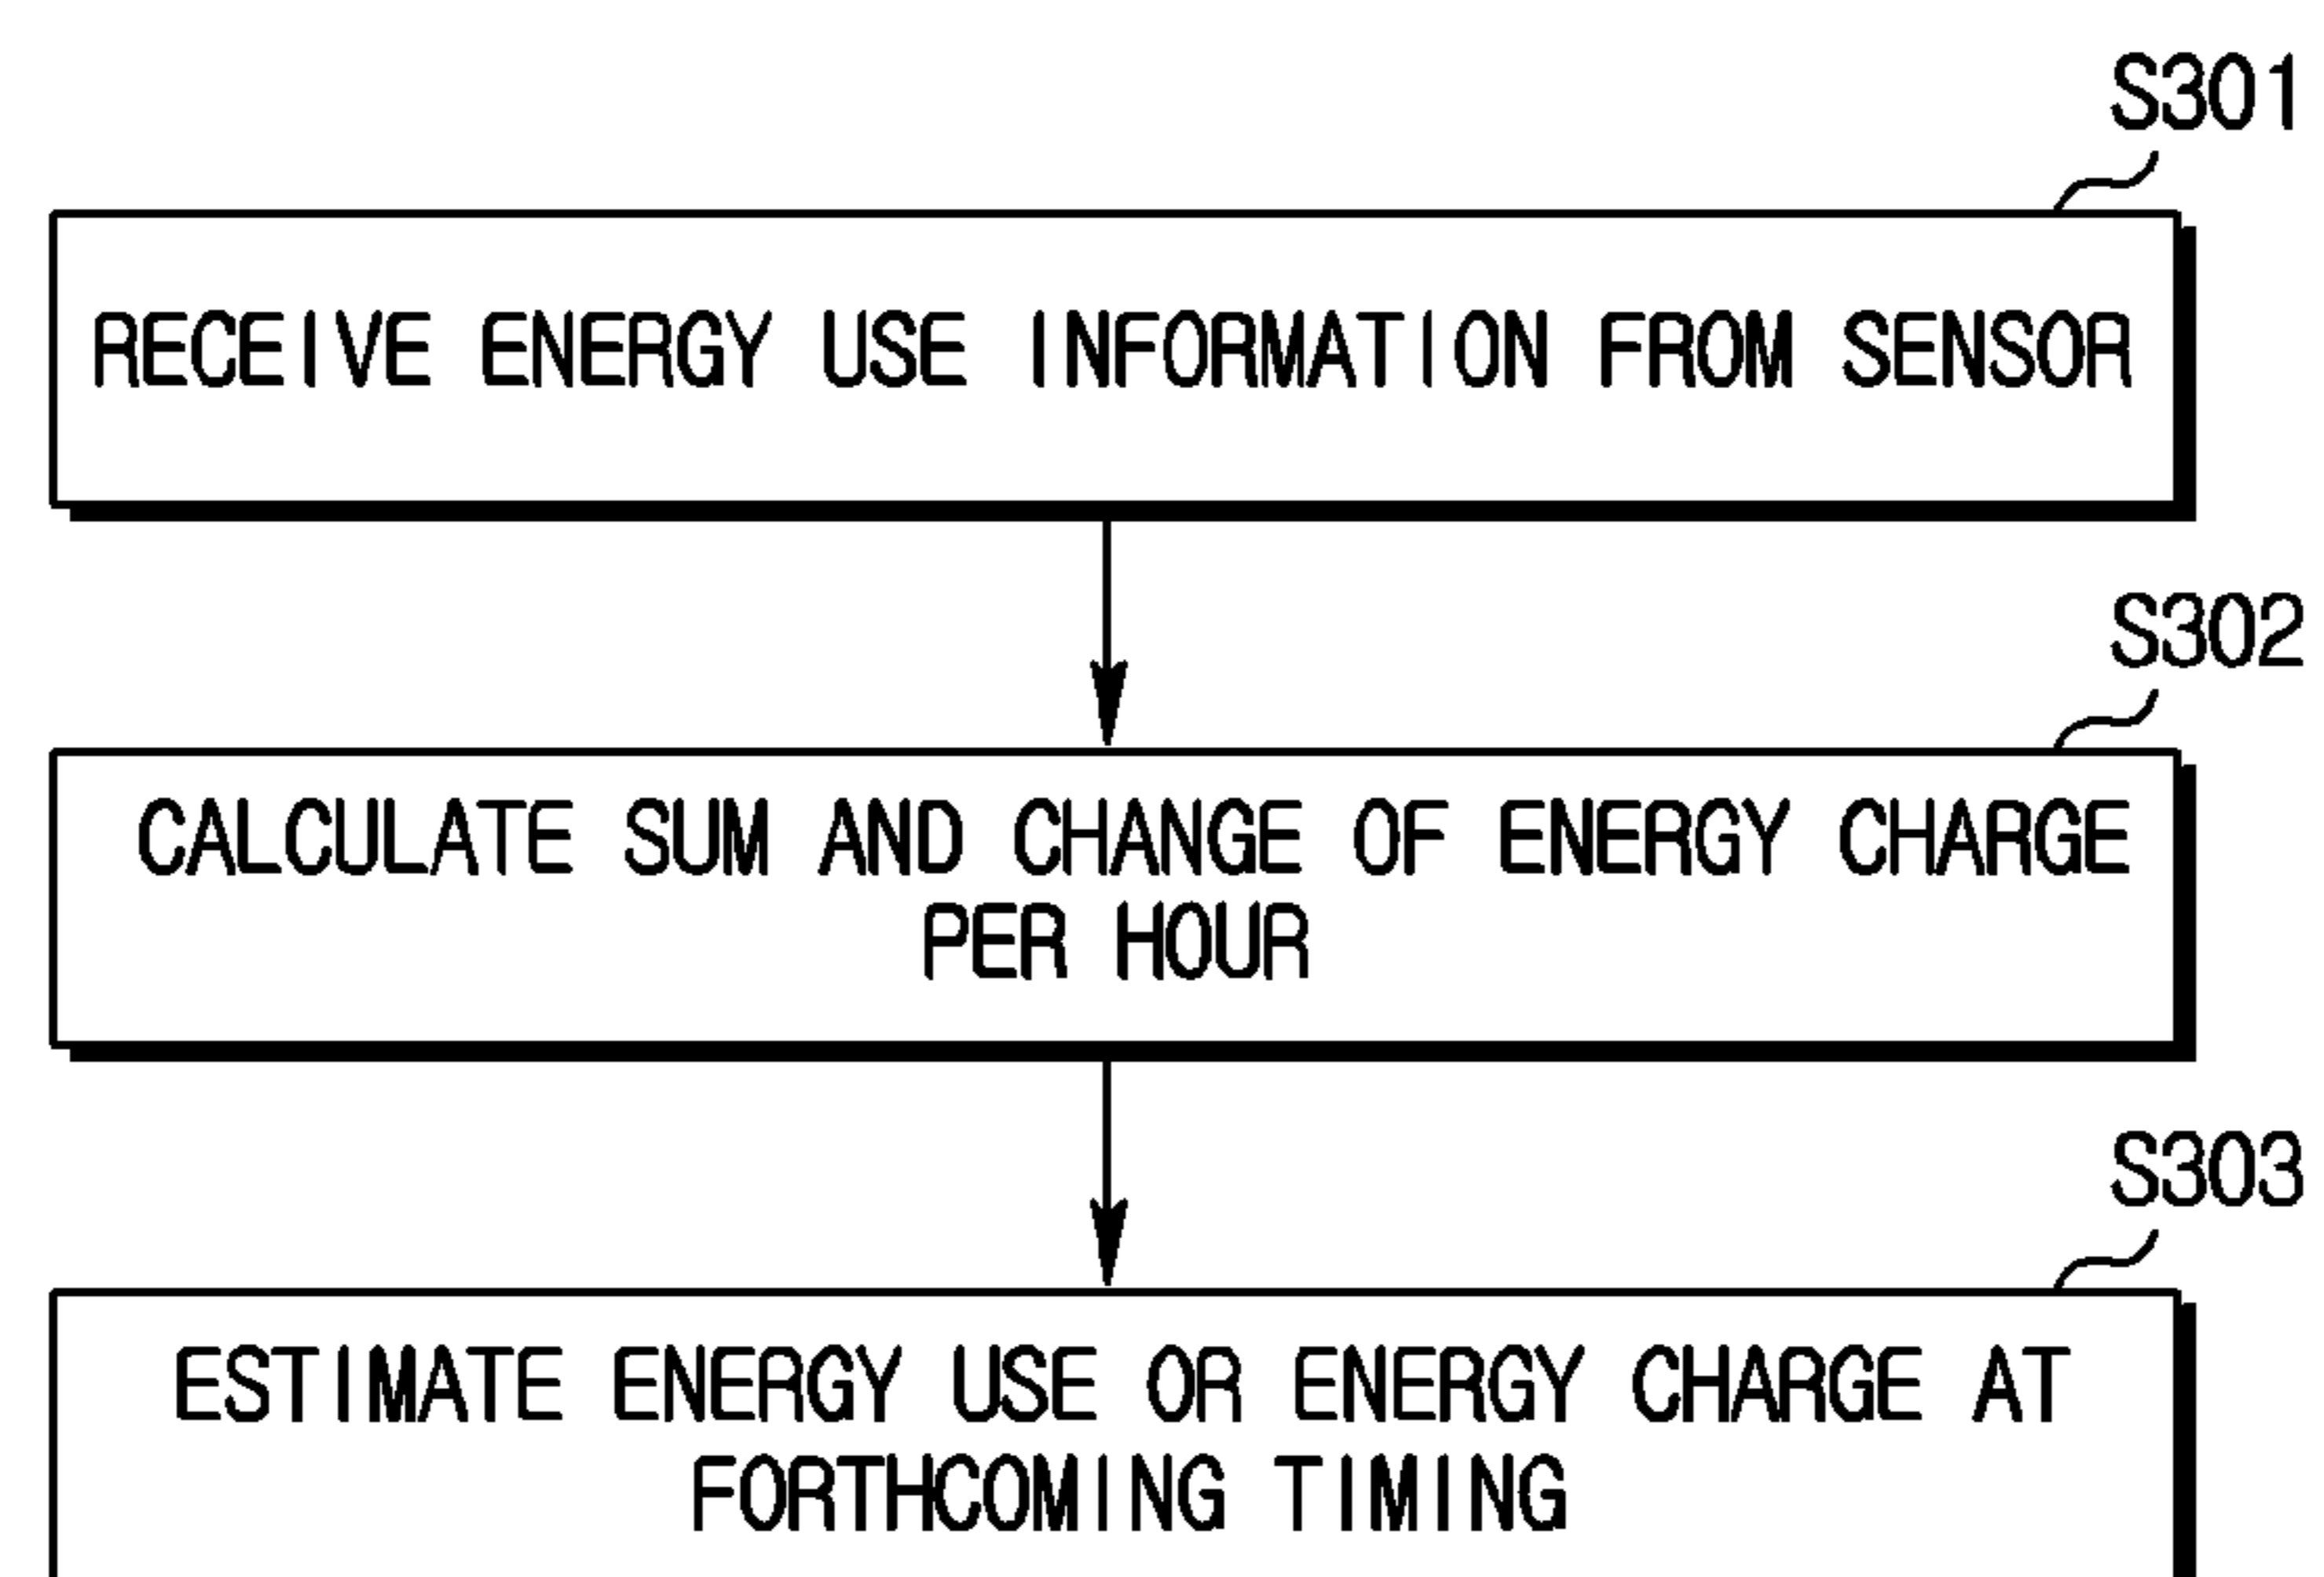 S301
RECEIVE ENERGY USE INFORMATION FROM SENSOR
S302
CALCULATE SUM AND CHANGE OF ENERGY CHARGE
PER HOUR
S303
ESTIMATE ENERGY USE OR ENERGY CHARGE AT
FORTHCOMING TIMING